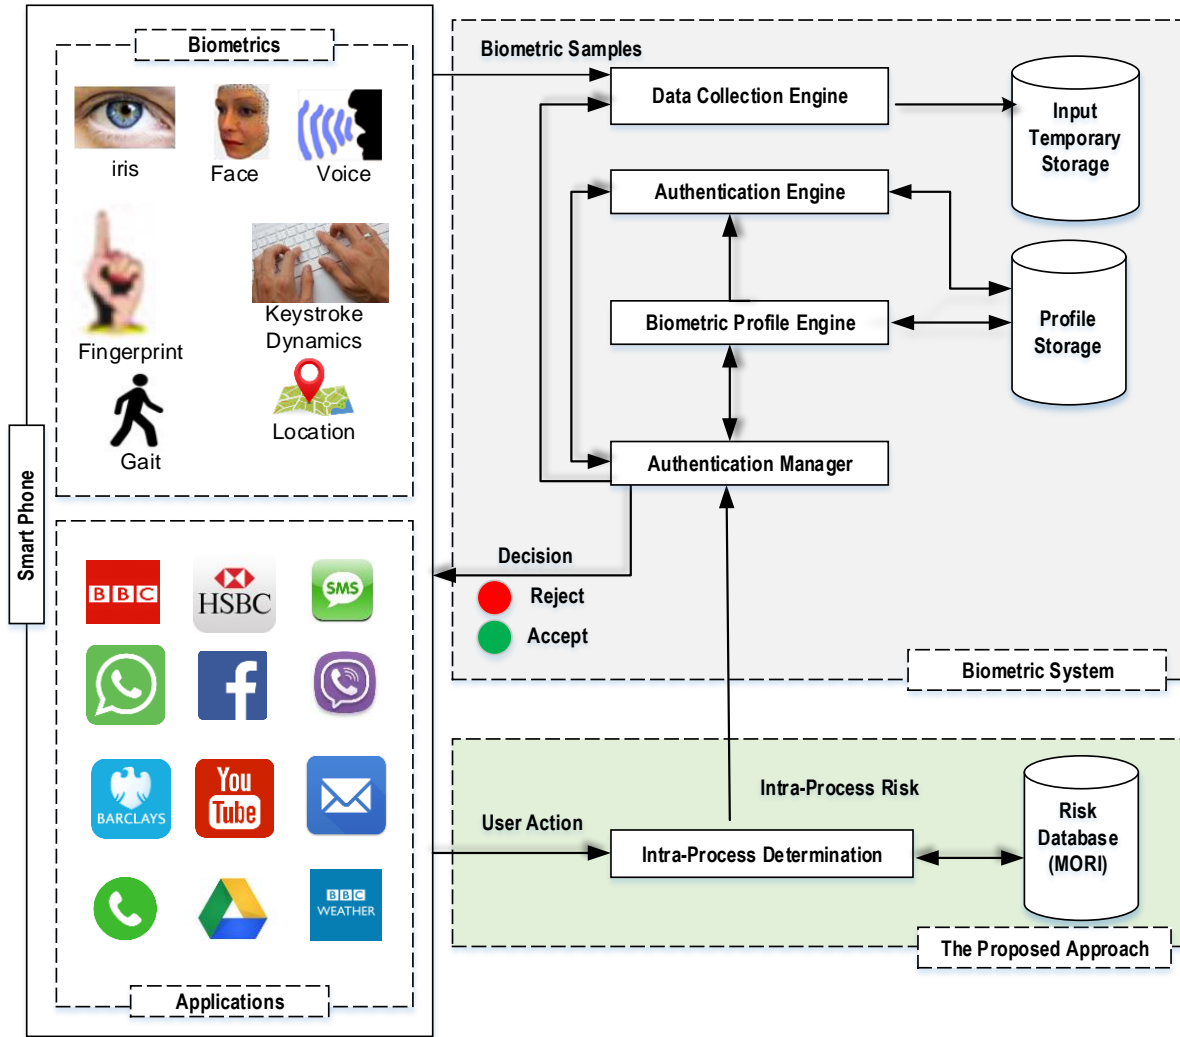 Biometrics
iris
Face
Voice
Fingerprint
Keystroke
Dynamics
Gait
Location
Smart Phone
BBC
HSBC
SMS
f
BARCLAYS
You
Tube
BBC
WEATHER
Applications
Biometric Samples
Data Collection Engine
Input
Temporary
Storage
Authentication Engine
Biometric Profile Engine
Profile
Storage
Authentication Manager
Decision
Reject
Accept
Biometric System
Intra-Process Risk
User Action
Intra-Process Determination
Risk
Database
(MORI)
The Proposed Approach